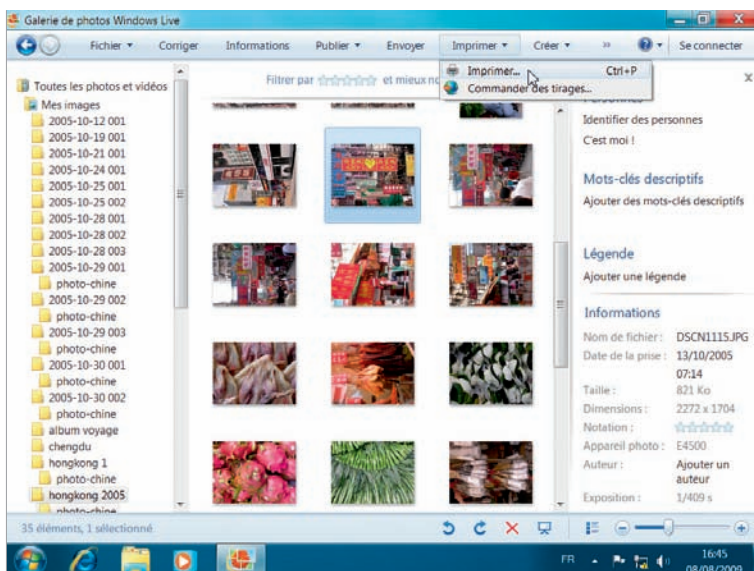 Galerie de photos Windows Live
Fichier Corriger Informations Publier Envoyer Imprimer Créer » Se connecter
Imprimer... Ctrl+P
Commander des tirages...
Filtrer par et mieux
Toutes les photos et vidéos
Mes images
2005-10-12 001
2005-10-19 001
2005-10-21 001
2005-10-24 001
2005-10-25 001
2005-10-25 002
2005-10-28 001
2005-10-28 002
2005-10-28 003
2005-10-29 001
photo-chine
2005-10-29 002
photo-chine
2005-10-29 003
photo-chine
2005-10-30 001
photo-chine
2005-10-30 002
photo-chine
album voyage
chengdu
hongkong 1
photo-chine
hongkong 2005
photo-chine
Personnes
Identifier des personnes
C'est moi !
Mots-clés descriptifs
Ajouter des mots-clés descriptifs
Légende
Ajouter une légende
Informations
Nom de fichier : DSCN1115.JPG
Date de la prise : 13/10/2005
07:14
Taille : 821 Ko
Dimensions : 2272 x 1704
Notation :
Appareil photo : E4500
Auteur : Ajouter un
auteur
Exposition : 1/409 s
35 éléments, 1 sélectionné
FR 16:45
08/08/2009